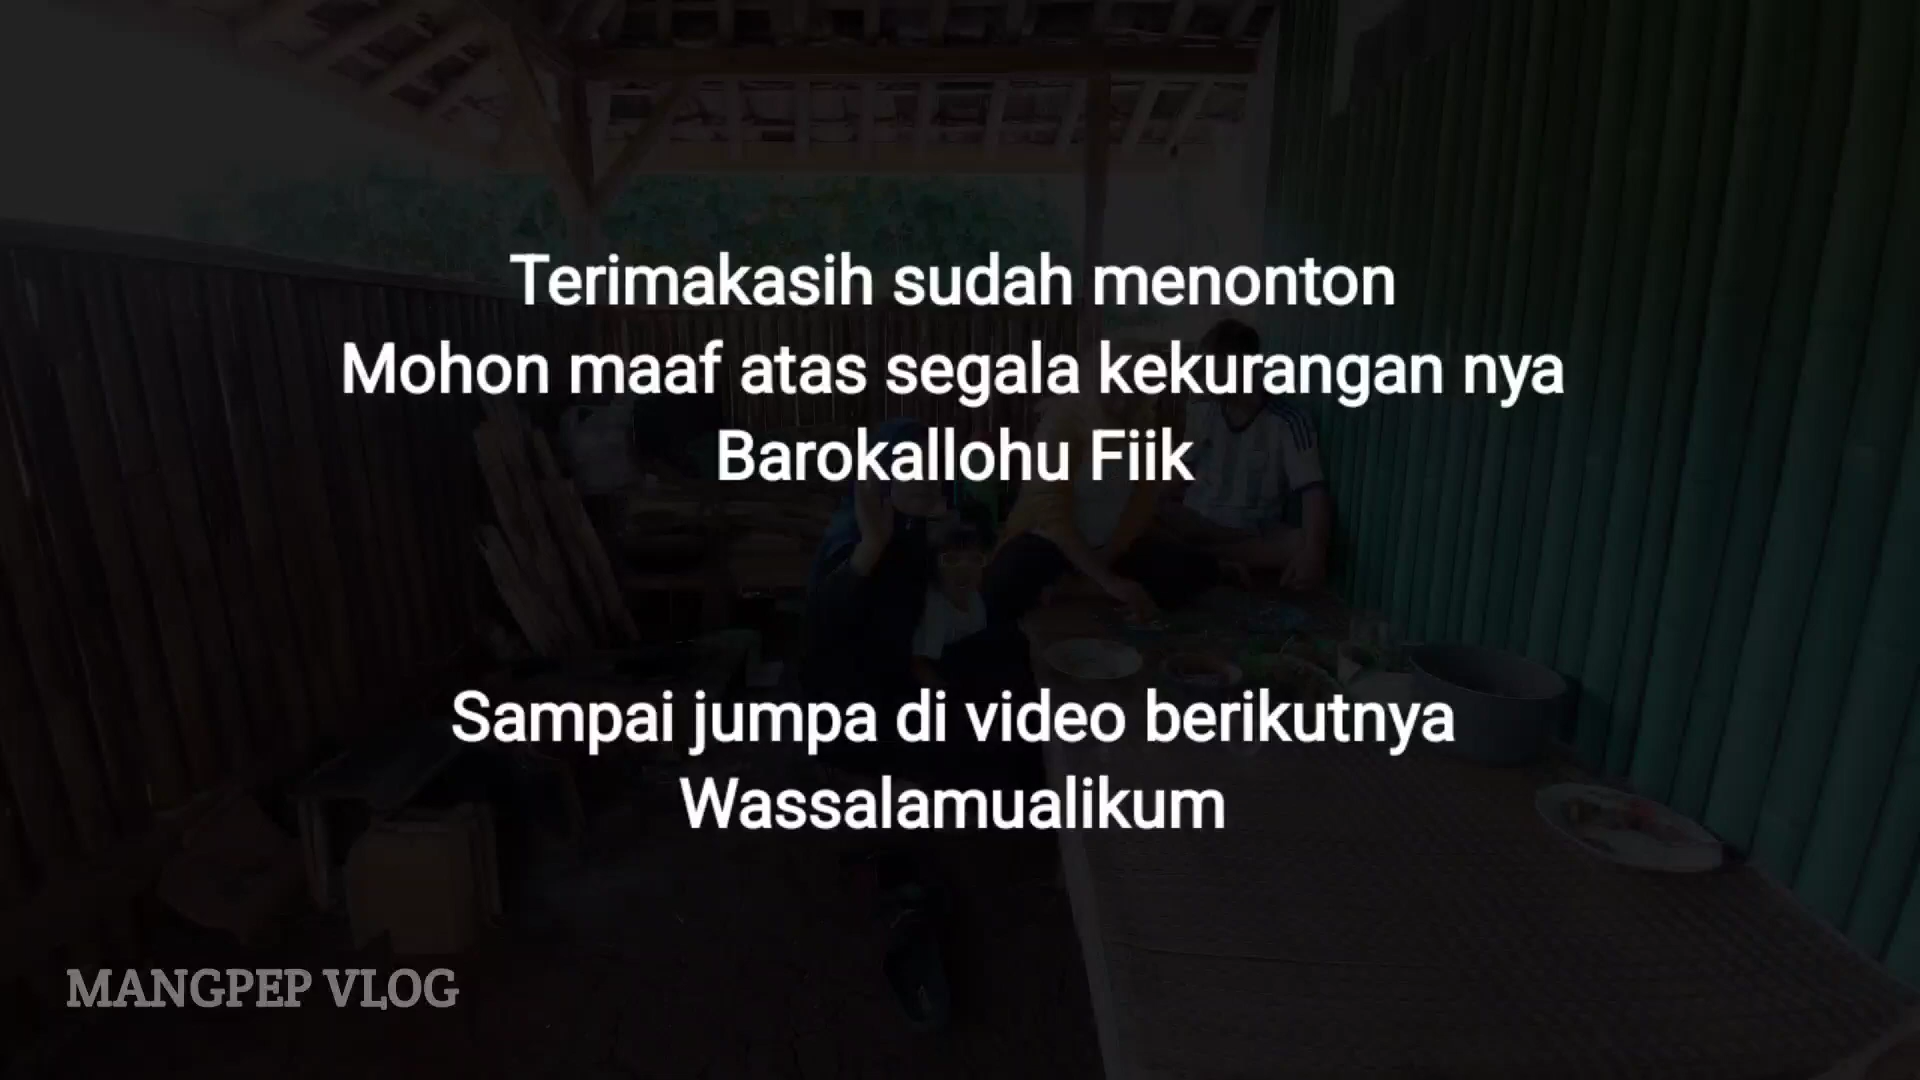 Terimakasih sudah menonton
Mohon maaf atas segala kekurangan nya
Barokallohu Fiik
Sampai jumpa di video berikutnya
Wassalamualikum
MANGPEP VLOG